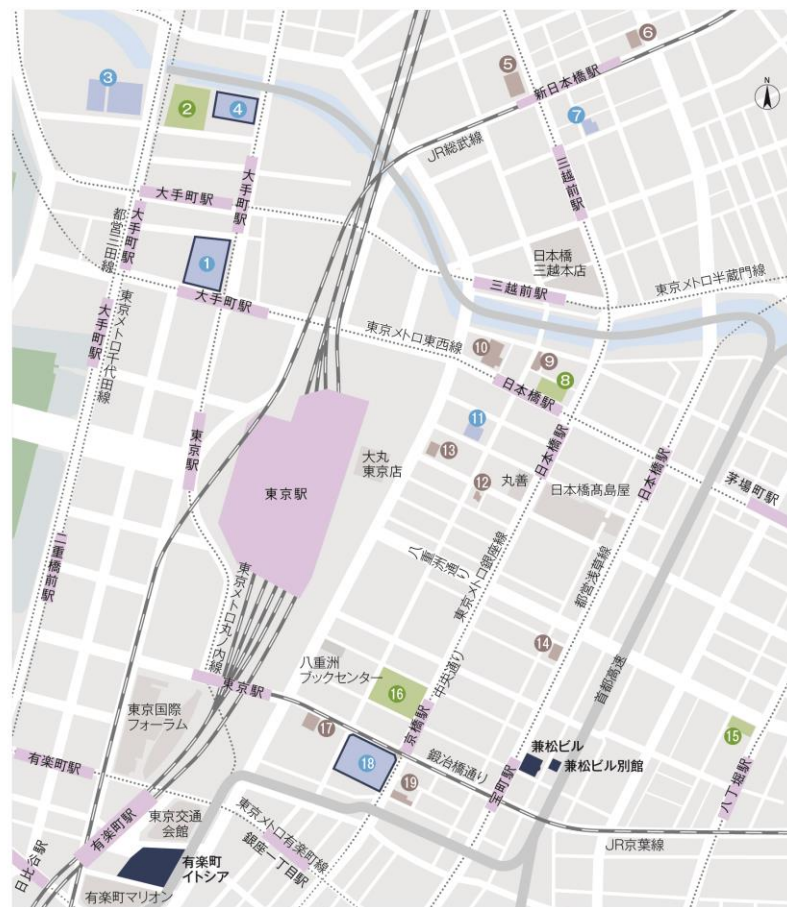 ⑥
⑤
③
新日本橋駅
N
②
④
⑦
JR総武線
三越前駅
大手町駅
大手町駅
大手町駅
都営三田線
日本橋
三越本店
①
三越前駅
東京メトロ半蔵門線
大手町駅
大手町駅
東京メトロ千代田線
東京メトロ東西線
⑩
⑨
⑧
日本橋駅
⑪
東京駅
大丸
東京店
⑬
日本橋駅
日本橋駅
東京駅
⑫
丸善
日本橋髙島屋
茅場町駅
二重橋前駅
八重洲通り
東京メトロ銀座線
都営浅草線
東京メトロ丸ノ内線
⑭
首都高速
八重洲
ブックセンター
中央通り
東京駅
⑯
東京国際
フォーラム
⑰
京橋駅
⑮
有楽町駅
⑱
鍛冶橋通り
兼松ビル
兼松ビル別館
八丁堀駅
⑲
宝町駅
有楽町駅
東京交通
会館
東京メトロ有楽町線
銀座一丁目駅
JR京葉線
日比谷駅
有楽町
イトシア
有楽町マリオン